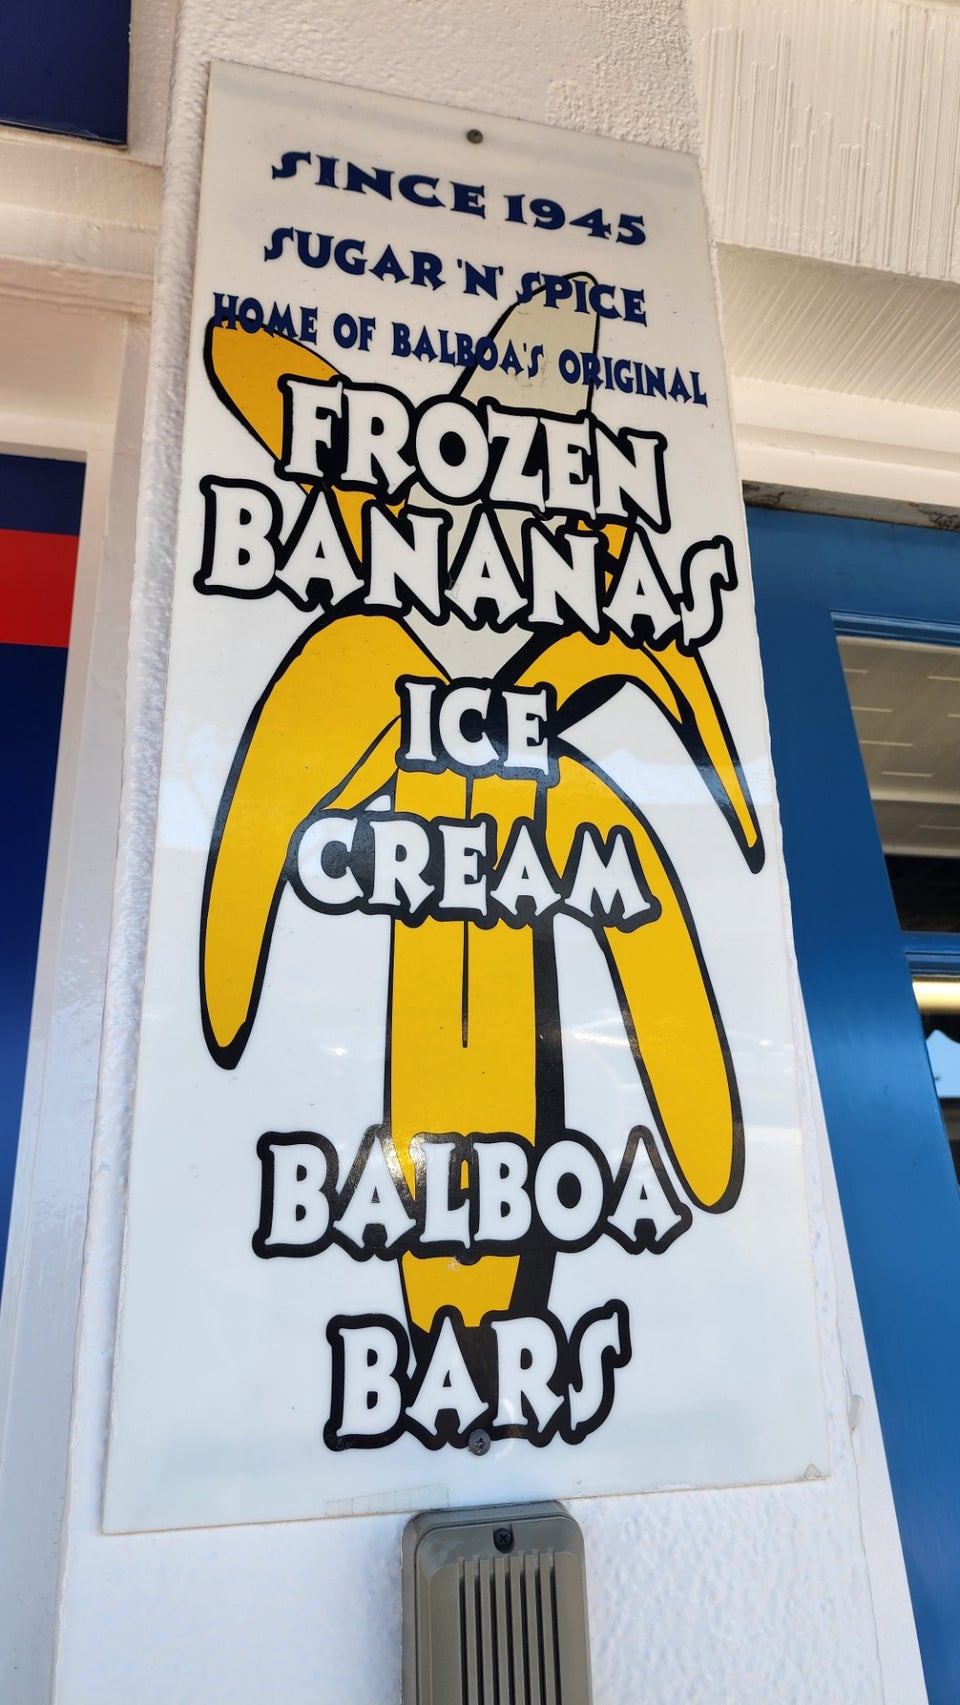 SINCE 1945
SUGAR 'N' SPICE
HOME OF BALBOA'S ORIGINAL
FROZEN
BANANAS
ICE
CREAM
BALBOA
BARS